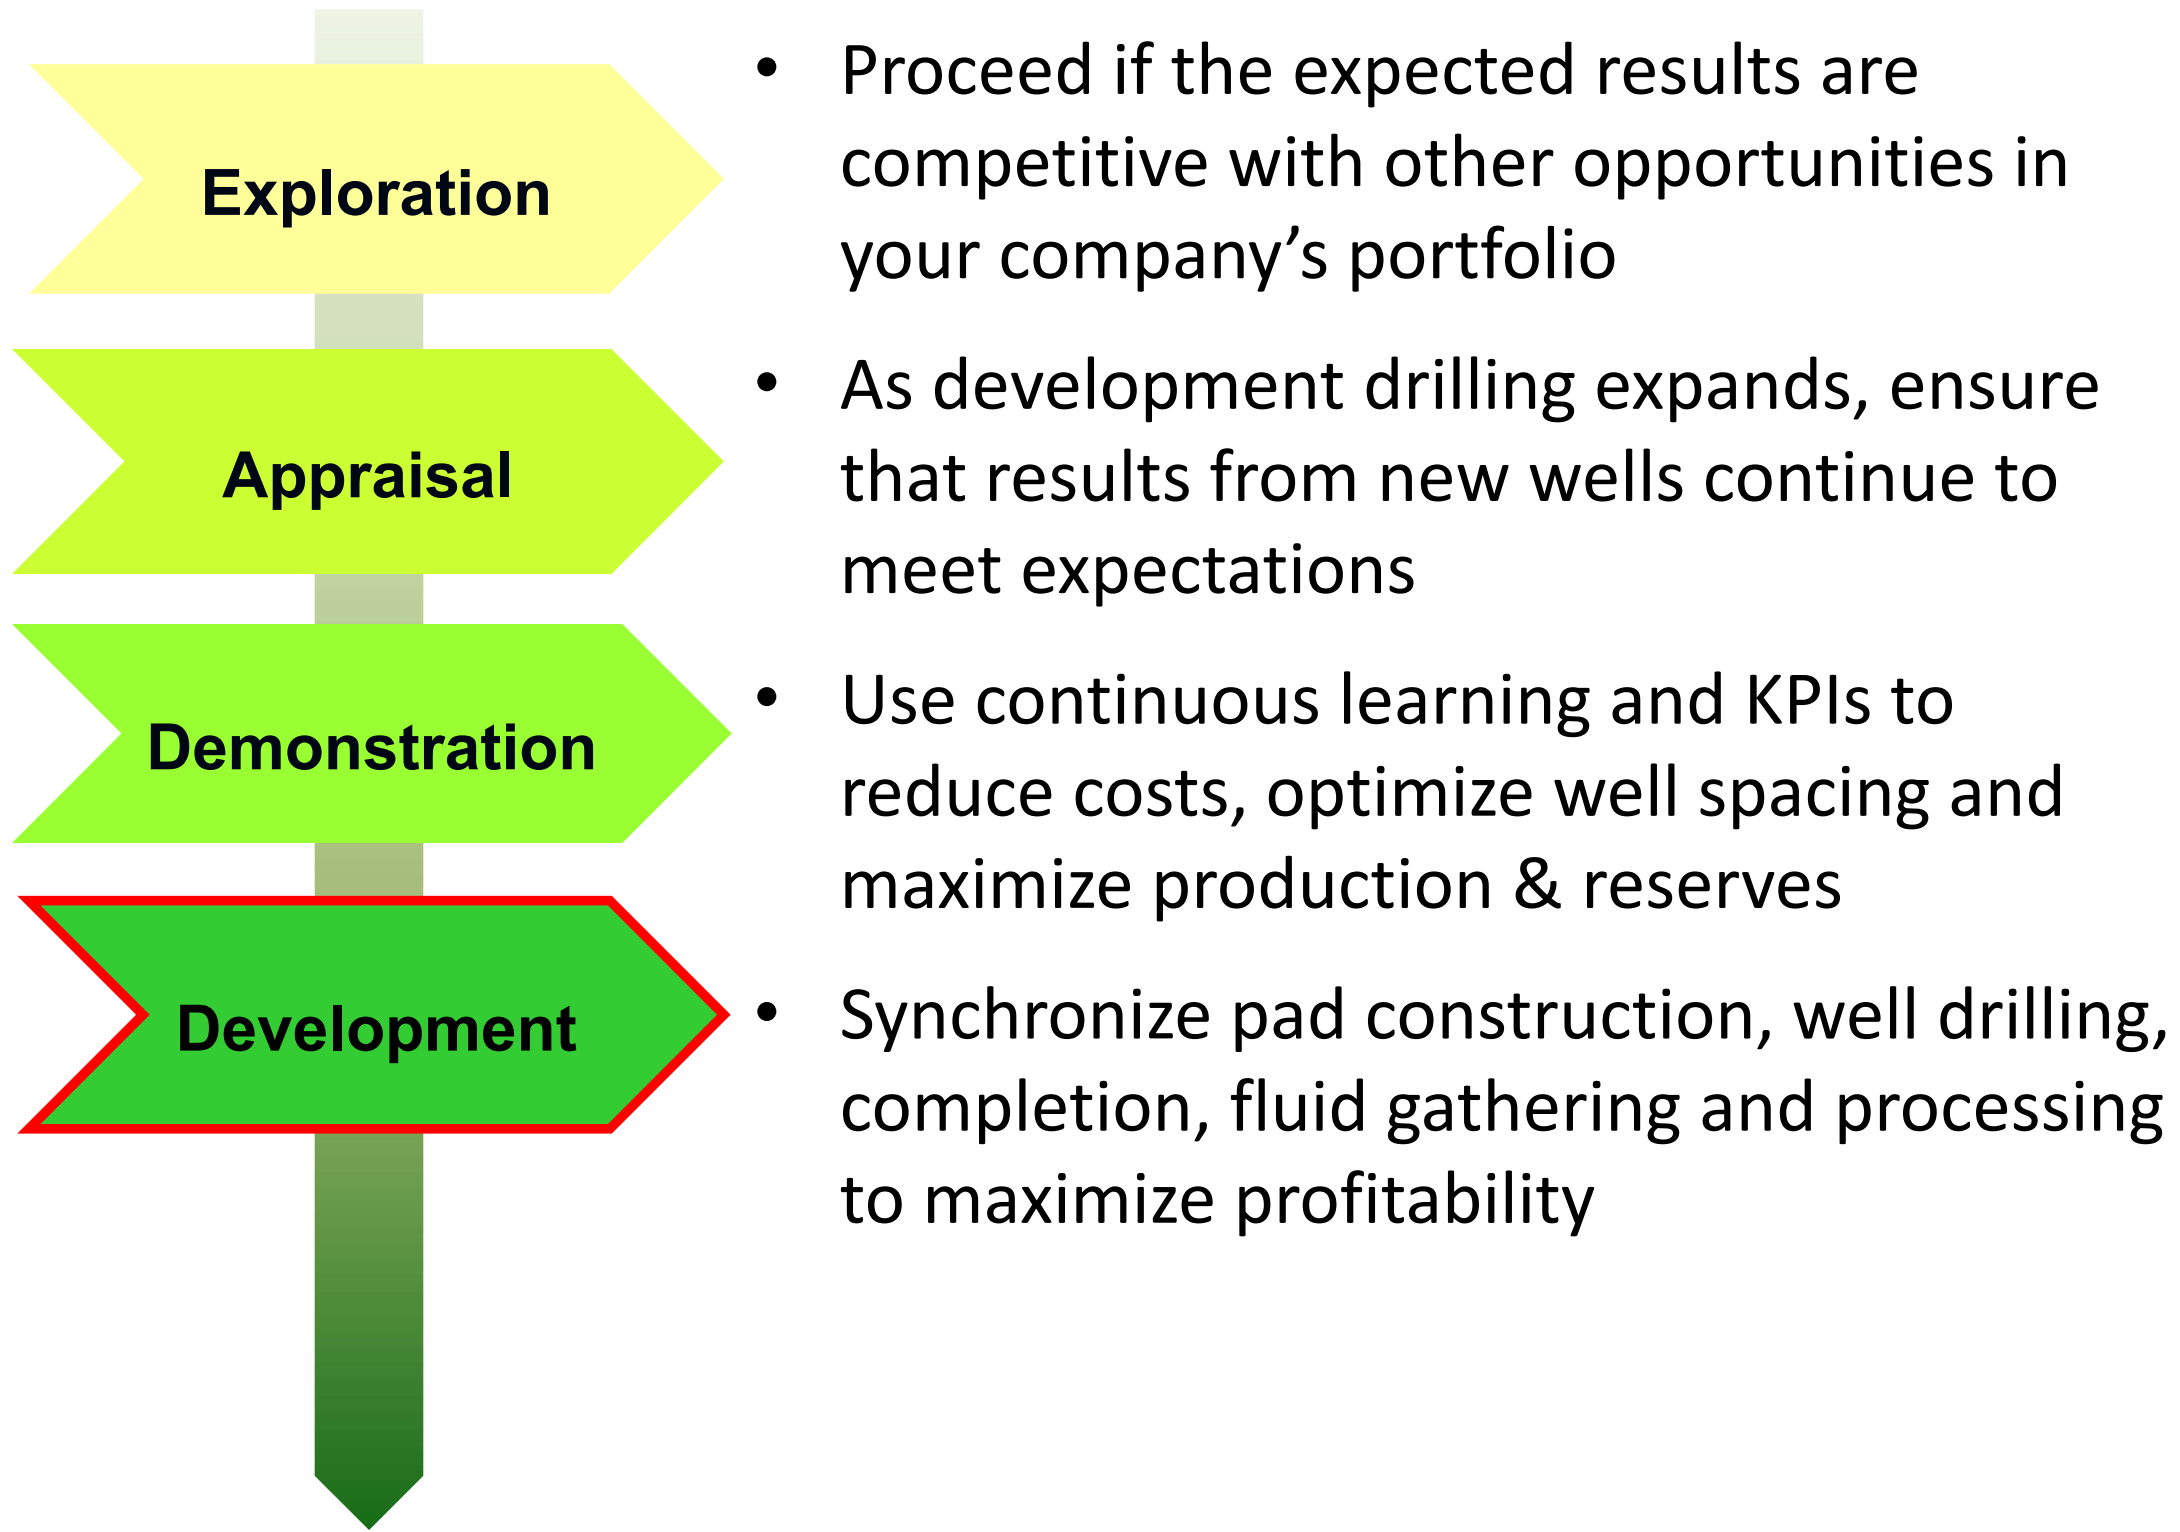 Exploration
Appraisal
Demonstration
Development
• Proceed if the expected results are
competitive with other opportunities in
your company’s portfolio
• As development drilling expands, ensure
that results from new wells continue to
meet expectations
• Use continuous learning and KPIs to
reduce costs, optimize well spacing and
maximize production & reserves
• Synchronize pad construction, well drilling,
completion, fluid gathering and processing
to maximize profitability